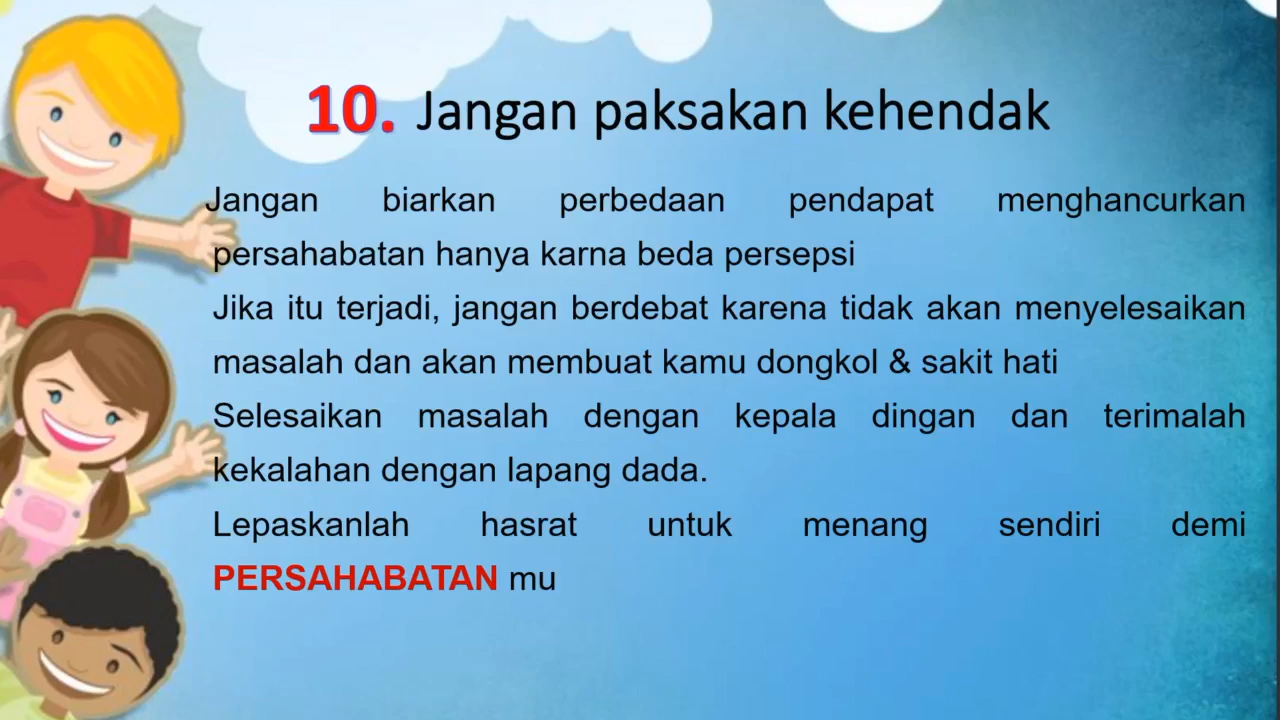 10. Jangan paksakan kehendak
Jangan biarkan perbedaan pendapat menghancurkan
persahabatan hanya karna beda persepsi
Jika itu terjadi, jangan berdebat karena tidak akan menyelesaikan
masalah dan akan membuat kamu dongkol & sakit hati
Selesaikan masalah dengan kepala dingan dan terimalah
kekalahan dengan lapang dada.
Lepaskanlah hasrat untuk menang sendiri demi
PERSAHABATAN mu